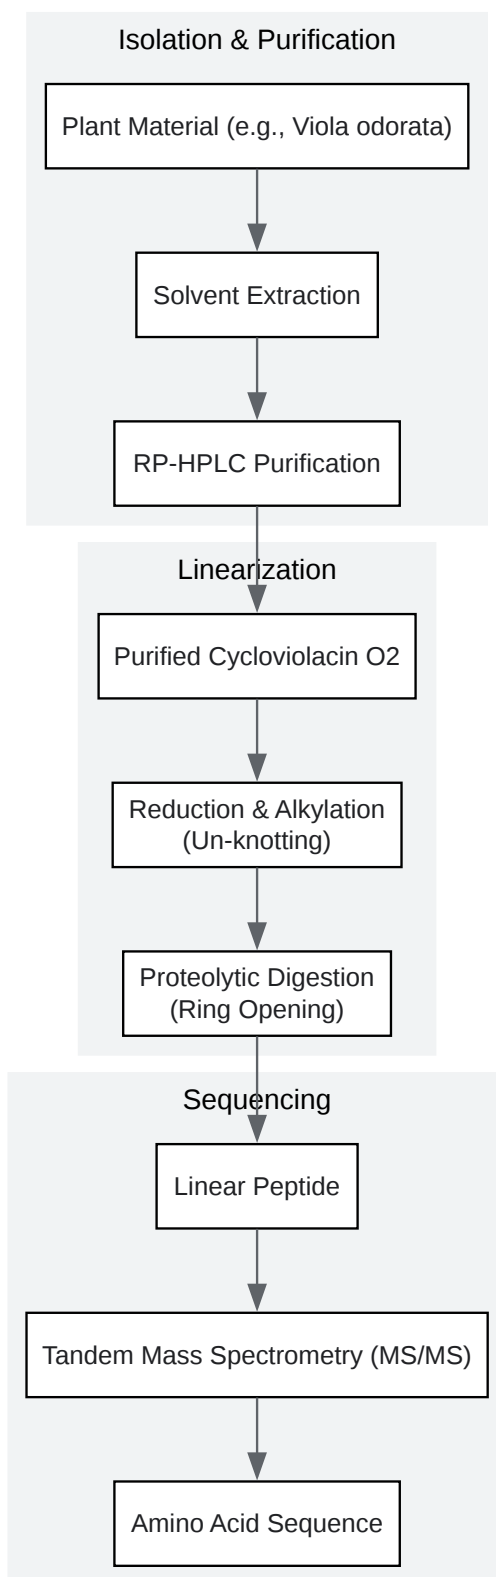 Isolation & Purification
Plant Material (e.g., Viola odorata)
Solvent Extraction
RP-HPLC Purification
Linearization
Purified Cycloviolacin O2
Reduction & Alkylation
(Un-knotting)
Proteolytic Digestion
(Ring Opening)
Sequencing
Linear Peptide
Tandem Mass Spectrometry (MS/MS)
Amino Acid Sequence